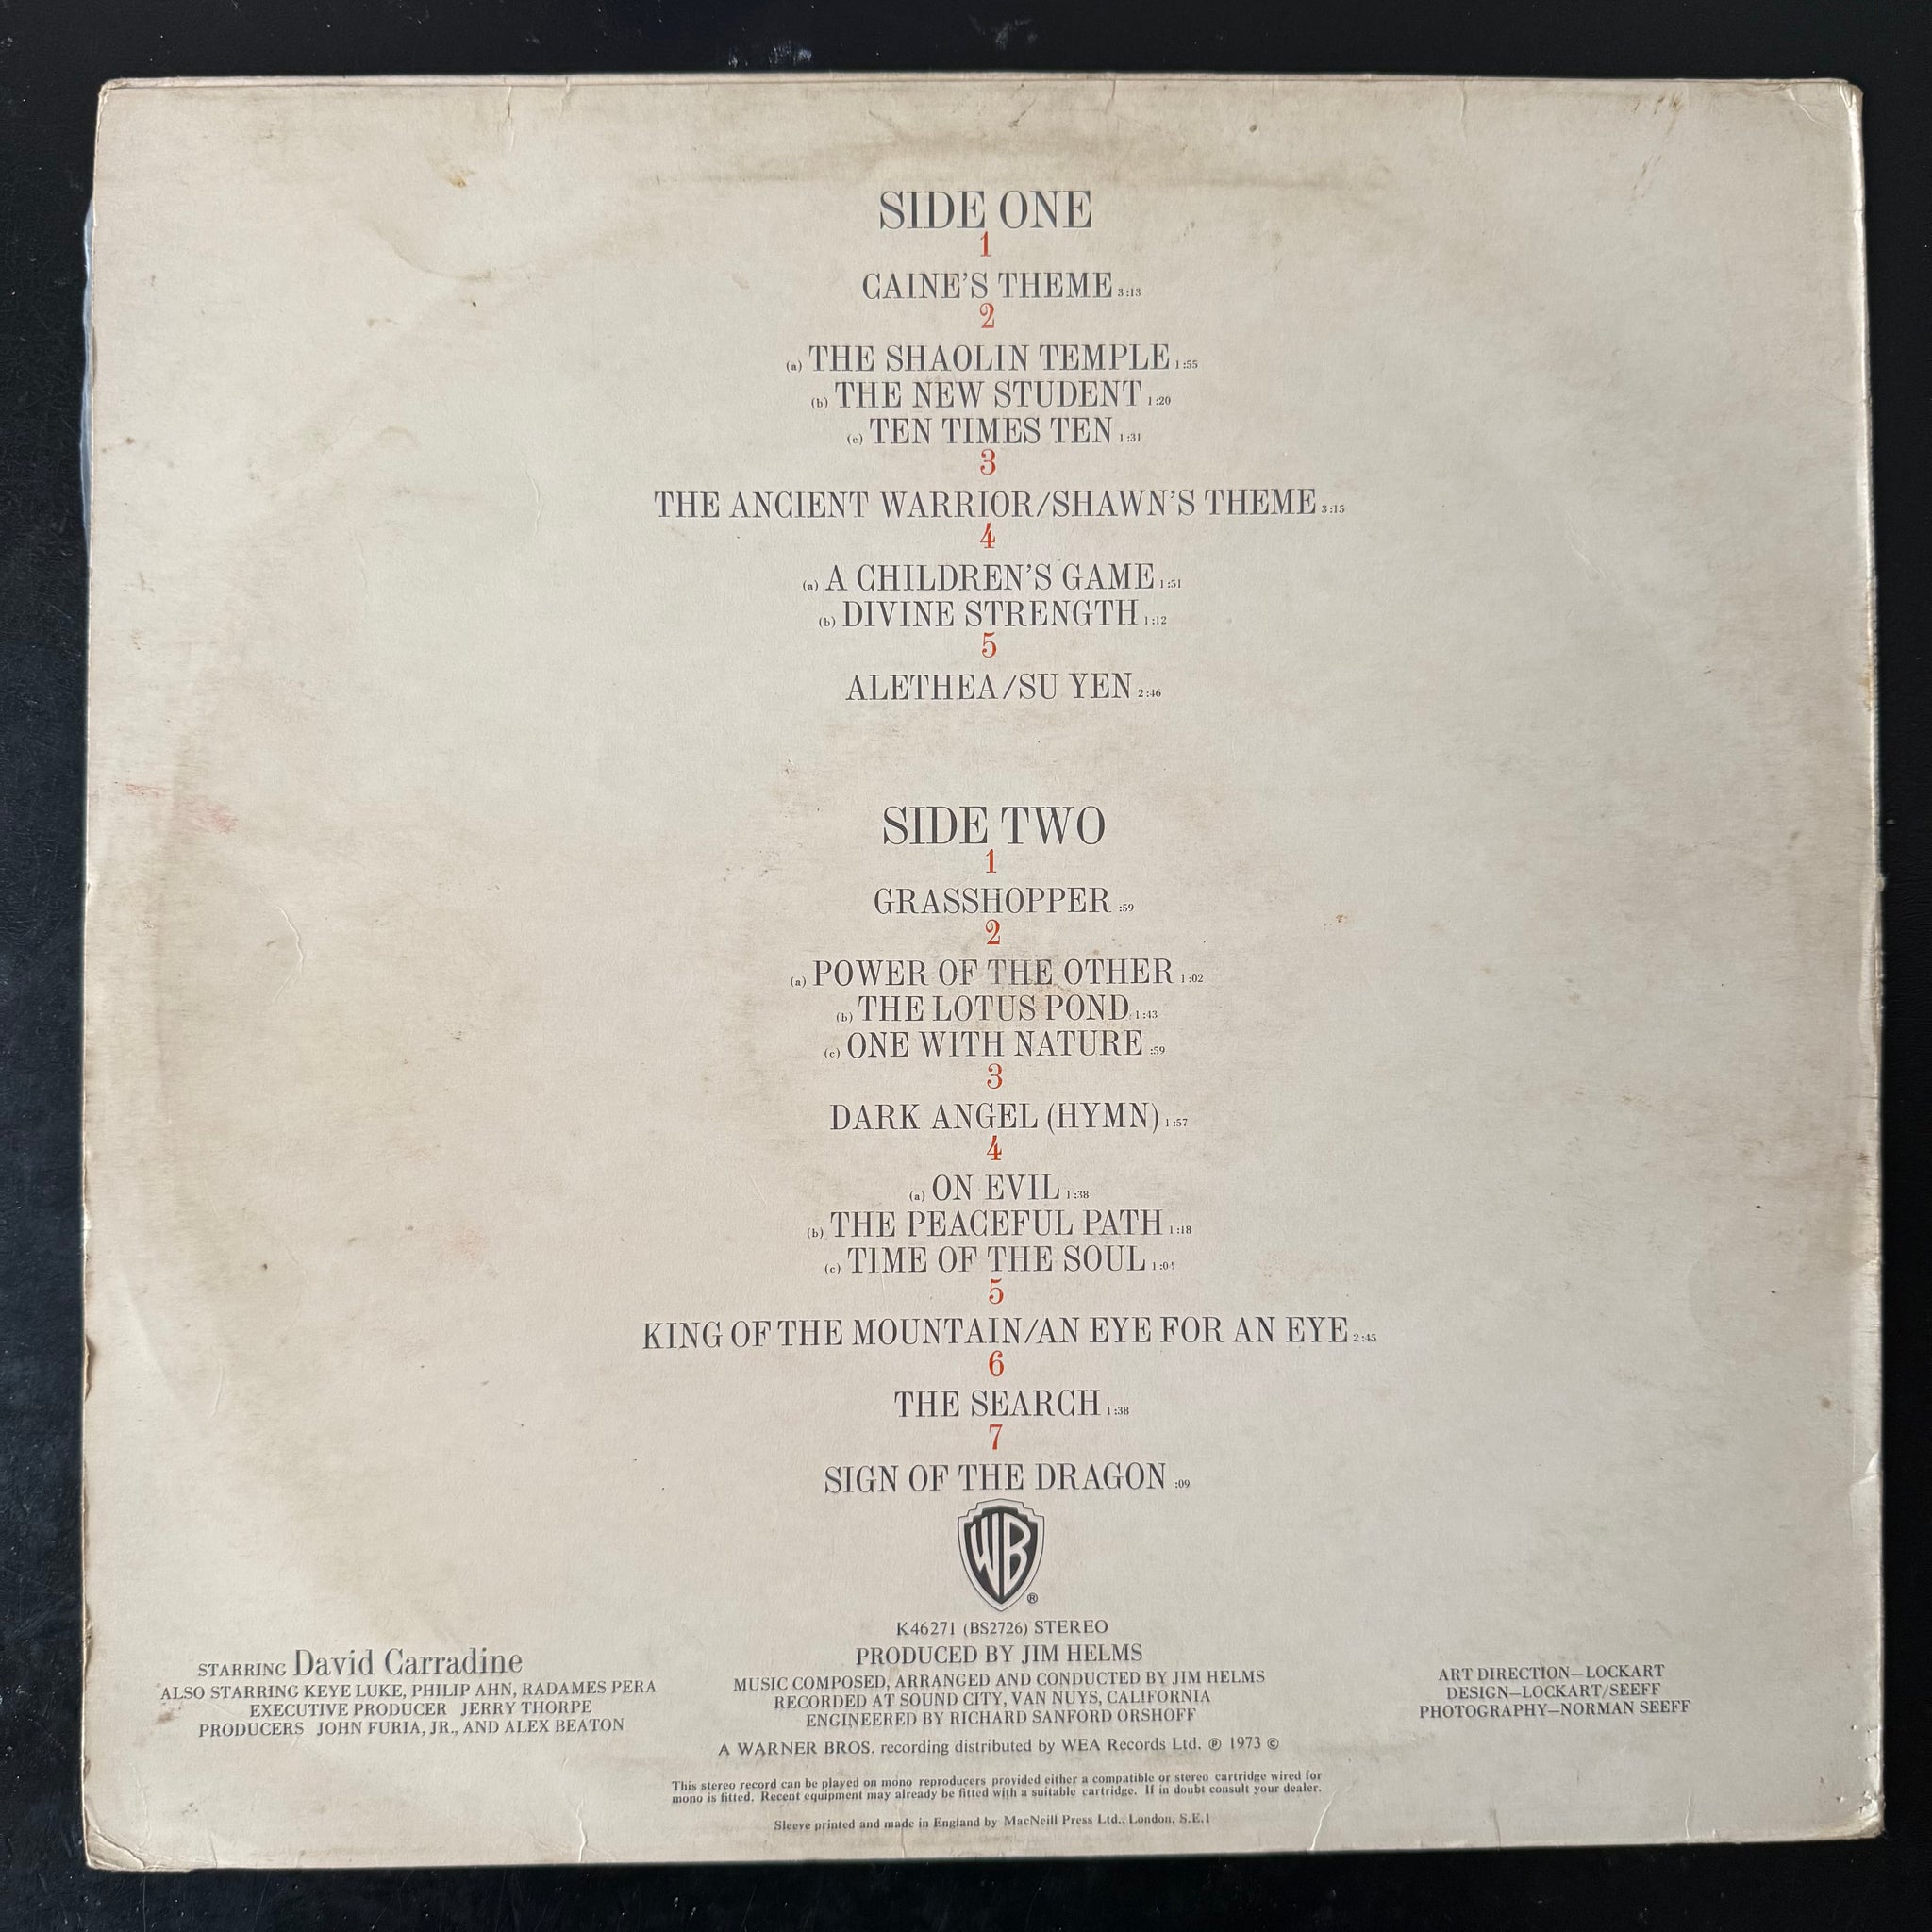 SIDE ONE
1
CAINE'S THEME 3:13
2
(a) THE SHAOLIN TEMPLE 1:55
(b) THE NEW STUDENT 1:20
(c) TEN TIMES TEN 1:31
3
THE ANCIENT WARRIOR/SHAWN'S THEME 3:15
4
(a) A CHILDREN'S GAME 1:51
(b) DIVINE STRENGTH 1:12
5
ALETHEA/SU YEN 2:46
SIDE TWO
1
GRASSHOPPER :59
2
(a) POWER OF THE OTHER 1:02
(b) THE LOTUS POND 1:43
(c) ONE WITH NATURE :59
3
DARK ANGEL (HYMN) 1:57
4
(a) ON EVIL 1:38
(b) THE PEACEFUL PATH 1:18
(c) TIME OF THE SOUL 1:04
5
KING OF THE MOUNTAIN/AN EYE FOR AN EYE 2:45
6
THE SEARCH 1:38
7
SIGN OF THE DRAGON :09
WB
®
K46271 (BS2726) STEREO
PRODUCED BY JIM HELMS
MUSIC COMPOSED, ARRANGED AND CONDUCTED BY JIM HELMS
RECORDED AT SOUND CITY, VAN NUYS, CALIFORNIA
ENGINEERED BY RICHARD SANFORD ORSHOFF
STARRING David Carradine
ALSO STARRING KEYE LUKE, PHILIP AHN, RADAMES PERA
EXECUTIVE PRODUCER JERRY THORPE
PRODUCERS JOHN FURIA, JR., AND ALEX BEATON
ART DIRECTION—LOCKART
DESIGN—LOCKART/SEEFF
PHOTOGRAPHY—NORMAN SEEFF
A WARNER BROS. recording distributed by WEA Records Ltd. ℗ 1973 ©
This stereo record can be played on mono reproducers provided either a compatible or stereo cartridge wired for
mono is fitted. Recent equipment may already be fitted with a suitable cartridge. If in doubt consult your dealer.
Sleeve printed and made in England by MacNeill Press Ltd., London, S.E.1